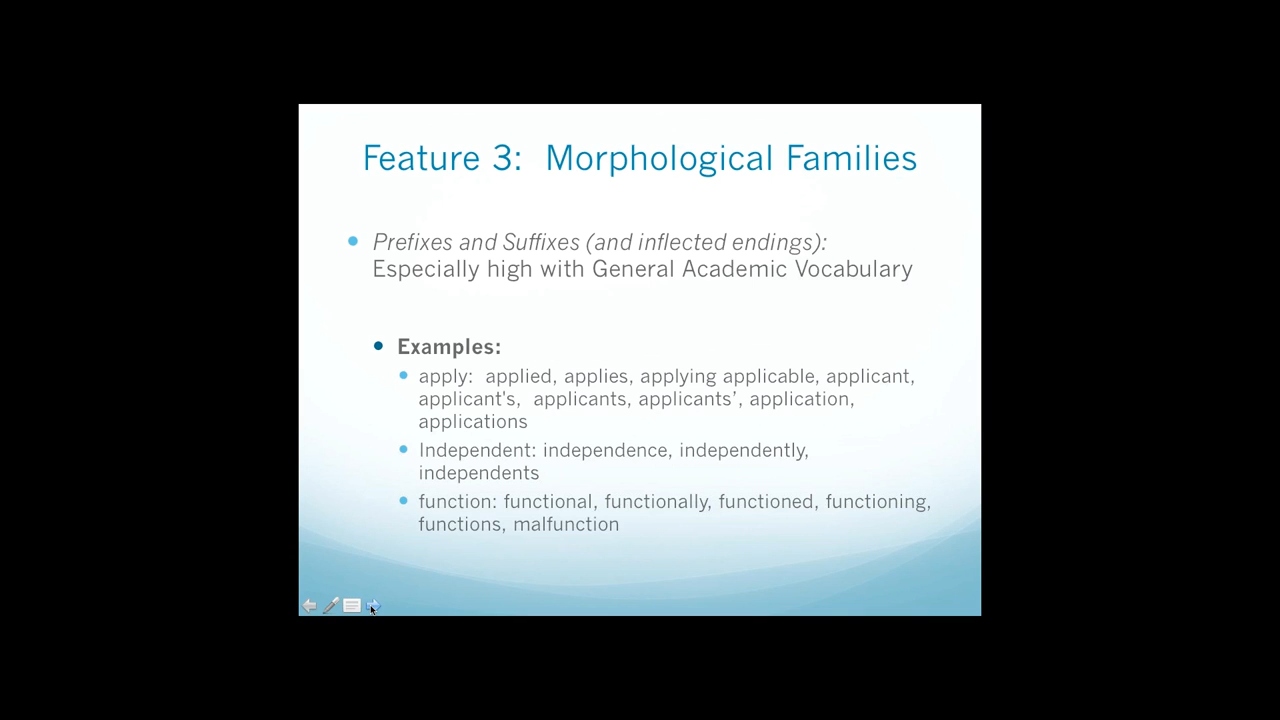 Feature 3:  Morphological Families
Prefixes and Suffixes (and inflected endings):
Especially high with General Academic Vocabulary
Examples:
apply:  applied, applies, applying applicable, applicant,
applicant's,  applicants, applicants’, application,
applications
Independent: independence, independently,
independents
function: functional, functionally, functioned, functioning,
functions, malfunction